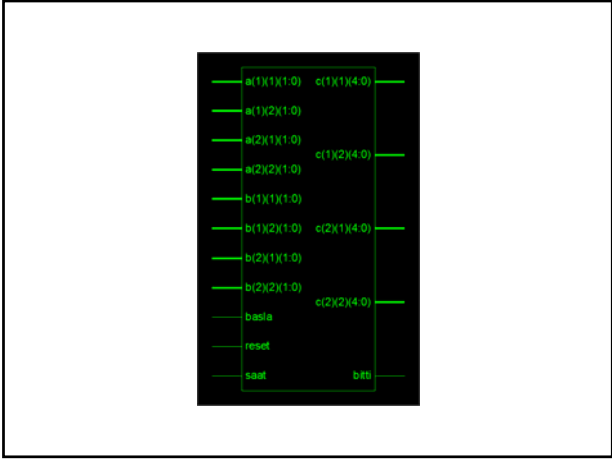 a(1)(1)(1:0) c(1)(1)(4:0)
a(1)(2)(1:0)
a(2)(1)(1:0)
c(1)(2)(4:0)
a(2)(2)(1:0)
b(1)(1)(1:0)
b(1)(2)(1:0) c(2)(1)(4:0)
b(2)(1)(1:0)
b(2)(2)(1:0)
c(2)(2)(4:0)
basla
reset
saat bitti